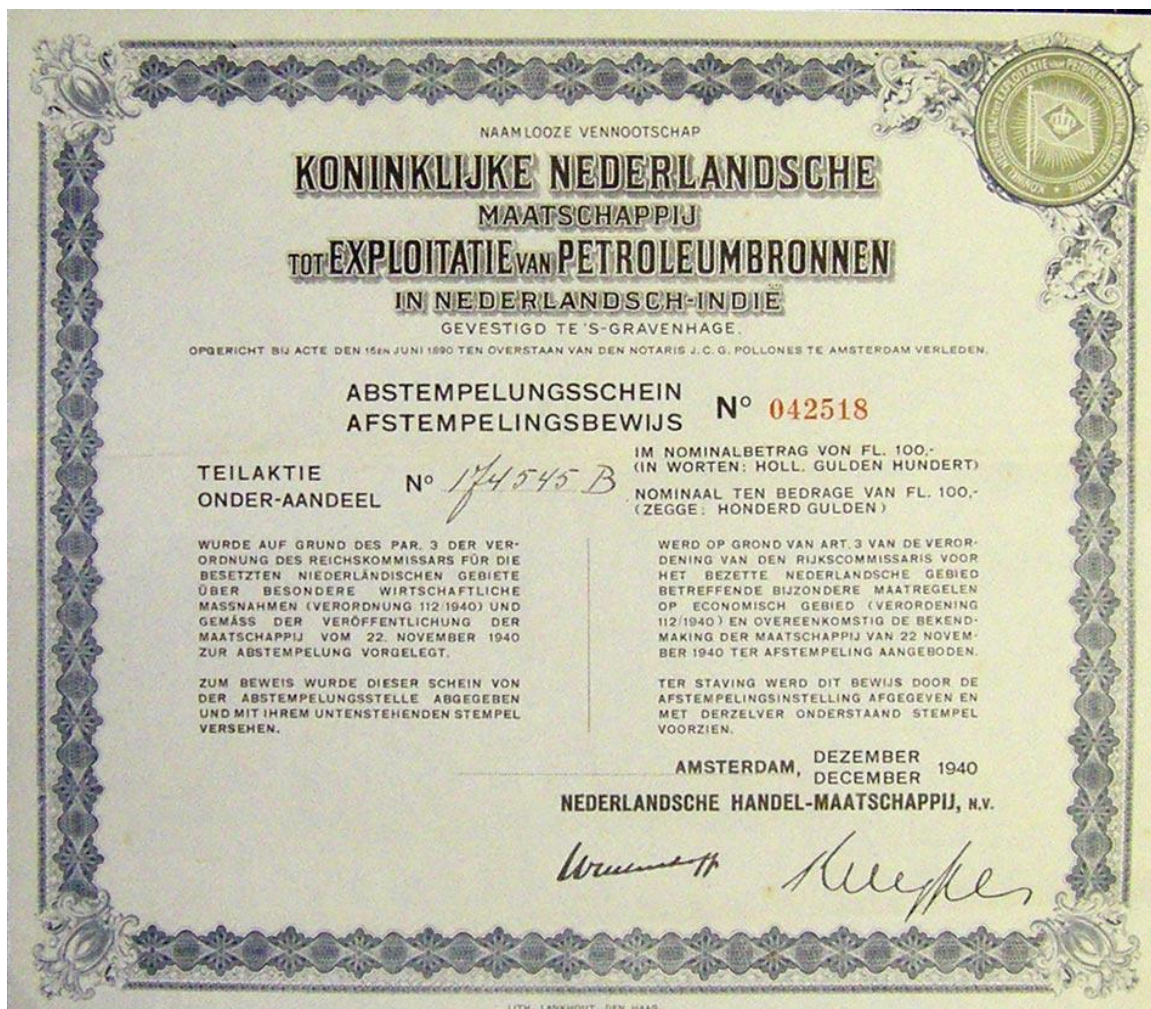 NAAMLOOZE VENNOOTSCHAP
KONINKLIJKE NEDERLANDSCHE
MAATSCHAPPIJ
TOT EXPLOITATIE VAN PETROLEUMBRONNEN
IN NEDERLANDSCH-INDIË
GEVESTIGD TE 'S-GRAVENHAGE.
OPGERICHT BIJ ACTE DEN 16EN JUNI 1890 TEN OVERSTAAN VAN DEN NOTARIS J. C. G. POLLONES TE AMSTERDAM VERLEDEN.
ABSTEMPELUNGSSCHEIN
AFSTEMPELINGSBEWIJS
Nº 042518
TEILAKTIE
ONDER-AANDEEL
Nº 174545 B
IM NOMINALBETRAG VON FL. 100,-
(IN WORTEN: HOLL. GULDEN HUNDERT)
NOMINAAL TEN BEDRAGE VAN FL. 100,-
(ZEGGE: HONDERD GULDEN)
WURDE AUF GRUND DES PAR. 3 DER VER-
ORDNUNG DES REICHSKOMMISSARS FÜR DIE
BESETZTEN NIEDERLÄNDISCHEN GEBIETE
ÜBER BESONDERE WIRTSCHAFTLICHE
MASSNAHMEN (VERORDNUNG 112/1940) UND
GEMÄSS DER VERÖFFENTLICHUNG DER
MAATSCHAPPIJ VOM 22. NOVEMBER 1940
ZUR ABSTEMPELUNG VORGELEGT.
ZUM BEWEIS WURDE DIESER SCHEIN VON
DER ABSTEMPELUNGSSTELLE ABGEGEBEN
UND MIT IHREM UNTENSTEHENDEN STEMPEL
VERSEHEN.
WERD OP GROND VAN ART. 3 VAN DE VEROR-
DENING VAN DEN RIJKSCOMMISSARIS VOOR
HET BEZETTE NEDERLANDSCHE GEBIED
BETREFFENDE BIJZONDERE MAATREGELEN
OP ECONOMISCH GEBIED (VERORDENING
112/1940) EN OVEREENKOMSTIG DE BEKEND-
MAKING DER MAATSCHAPPIJ VAN 22 NOVEM-
BER 1940 TER AFSTEMPELING AANGEBODEN.
TER STAVING WERD DIT BEWIJS DOOR DE
AFSTEMPELINGSINSTELLING AFGEGEVEN EN
MET DERZELVER ONDERSTAAND STEMPEL
VOORZIEN.
AMSTERDAM, DEZEMBER
DECEMBER 1940
NEDERLANDSCHE HANDEL-MAATSCHAPPIJ, N.V.
LITH. LANKHOUT, DEN HAAG